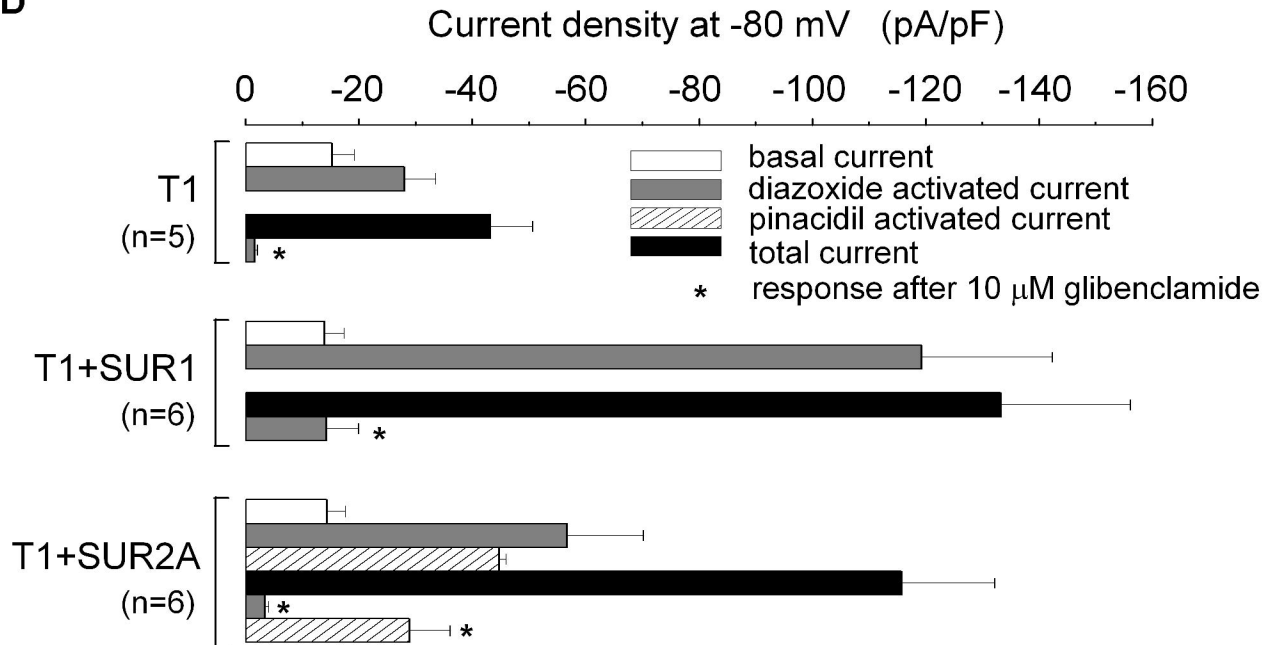 D
Current density at -80 mV (pA/pF)
0 -20 -40 -60 -80 -100 -120 -140 -160
basal current
diazoxide activated current
pinacidil activated current
total current
* response after 10 μM glibenclamide
T1
(n=5)
*
T1+SUR1
(n=6)
*
T1+SUR2A
(n=6)
*
*